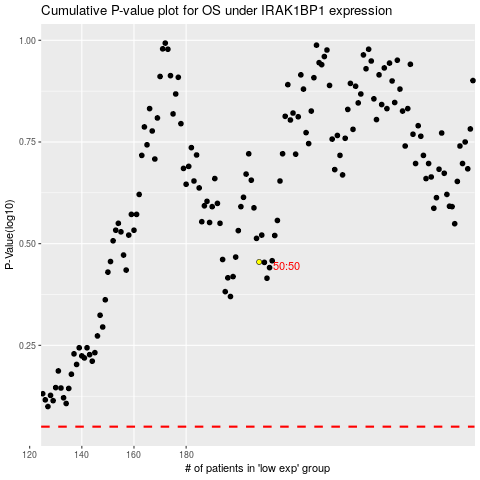 Cumulative P-value plot for OS under IRAK1BP1 expression
P-Value(log10)
1.00
0.75
0.50
0.25
50:50
120 140 160 180
# of patients in 'low exp' group